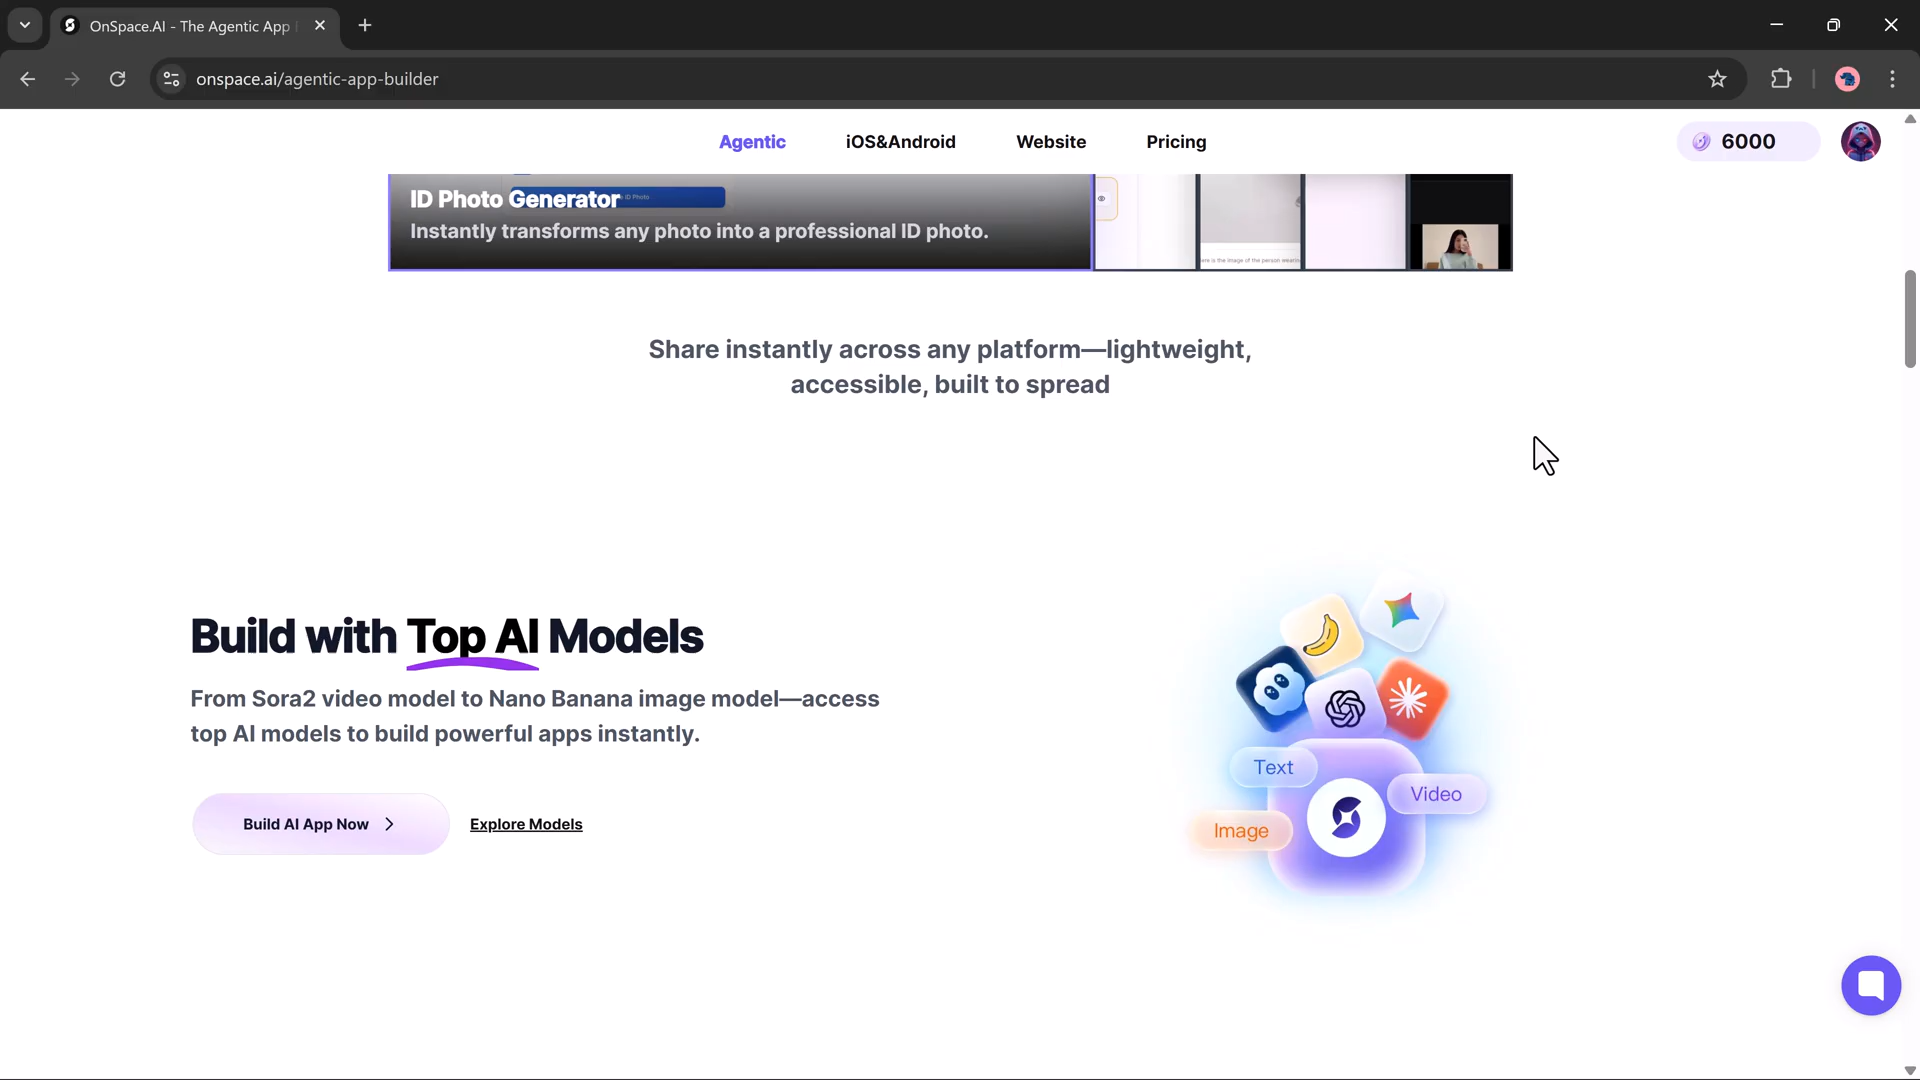 OnSpace.AI - The Agentic App
onspace.ai/agentic-app-builder
Agentic
iOS&Android
Website
Pricing
6000
ID Photo Generator
ID Photo
Instantly transforms any photo into a professional ID photo.
Share instantly across any platform—lightweight,
accessible, built to spread
Build with Top AI Models
From Sora2 video model to Nano Banana image model—access
top AI models to build powerful apps instantly.
Build AI App Now
Explore Models
Text
Video
Image